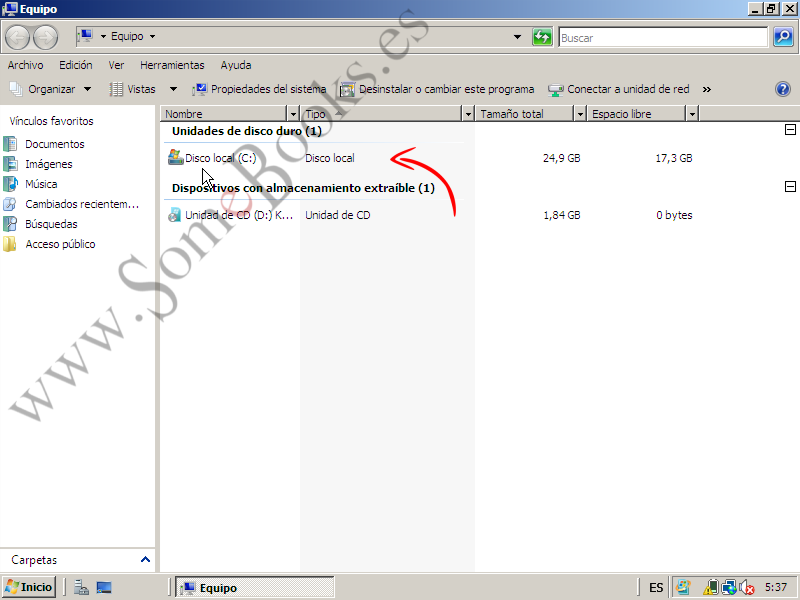 Equipo
Equipo
Buscar
Archivo Edición Ver Herramientas Ayuda
Organizar Vistas Propiedades del sistema Desinstalar o cambiar este programa Conectar a unidad de red »
Vínculos favoritos
Documentos
Imágenes
Música
Cambiados recientem...
Búsquedas
Acceso público
Nombre Tipo Tamaño total Espacio libre
Unidades de disco duro (1)
Disco local (C:) Disco local 24,9 GB 17,3 GB
Dispositivos con almacenamiento extraíble (1)
Unidad de CD (D:) K... Unidad de CD 1,84 GB 0 bytes
www.SomeBooks.es
Carpetas
Inicio Equipo ES 5:37